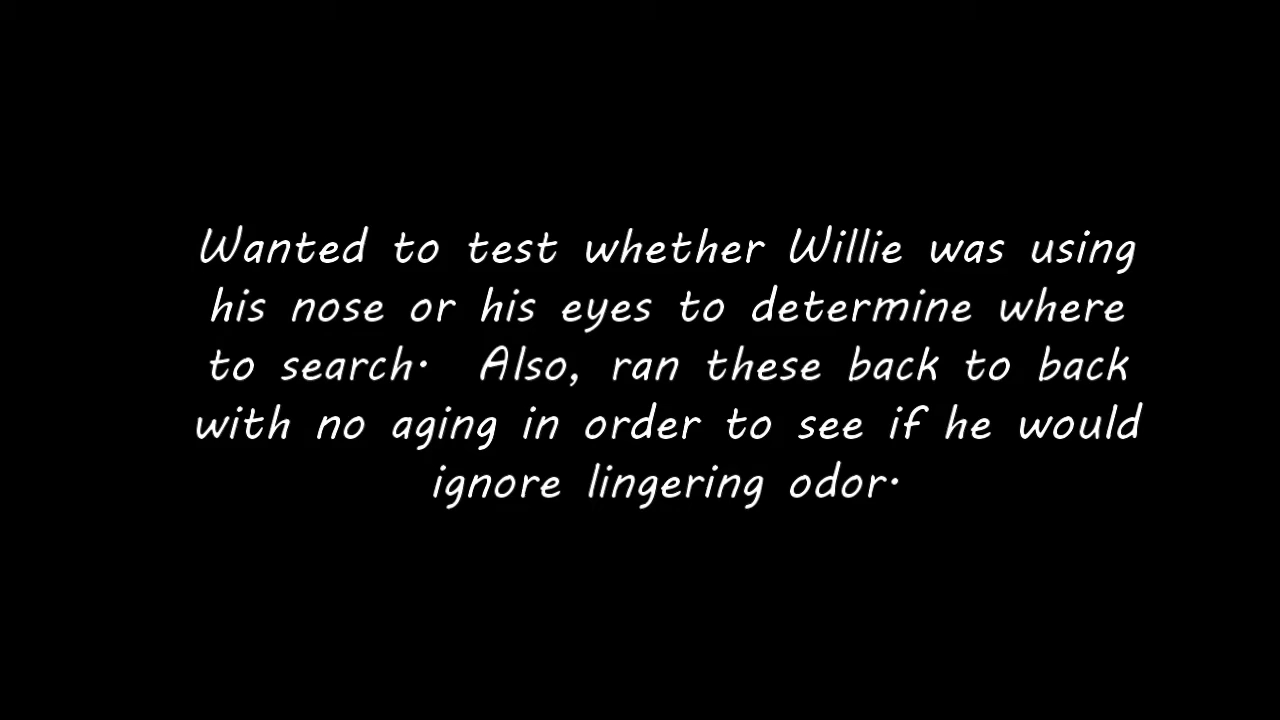 Wanted to test whether Willie was using
his nose or his eyes to determine where
to search.  Also, ran these back to back
with no aging in order to see if he would
ignore lingering odor.